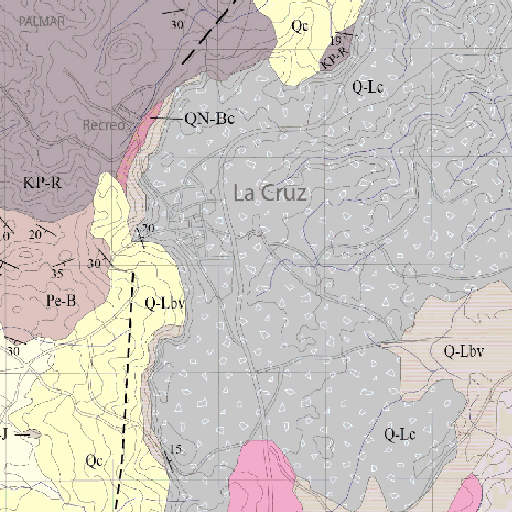 PALMAR
30
Qc
19
KP-R
Q-Lc
QN-Bc
Recreo
KP-R
La Cruz
20
20
30
35
Pe-B
Q-Lbv
30
Q-Lbv
Q-Lc
J
15
Qc